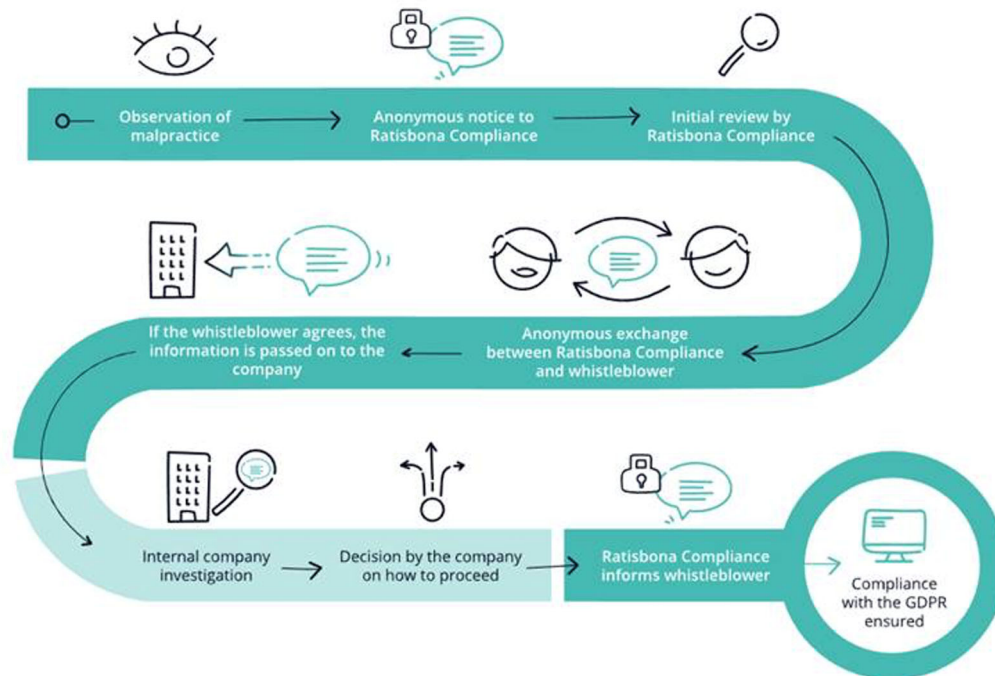 Observation of
malpractice
Anonymous notice to
Ratisbona Compliance
Initial review by
Ratisbona Compliance
Anonymous exchange
between Ratisbona Compliance
and whistleblower
If the whistleblower agrees, the
information is passed on to the
company
Internal company
investigation
Decision by the company
on how to proceed
Ratisbona Compliance
informs whistleblower
Compliance
with the GDPR
ensured